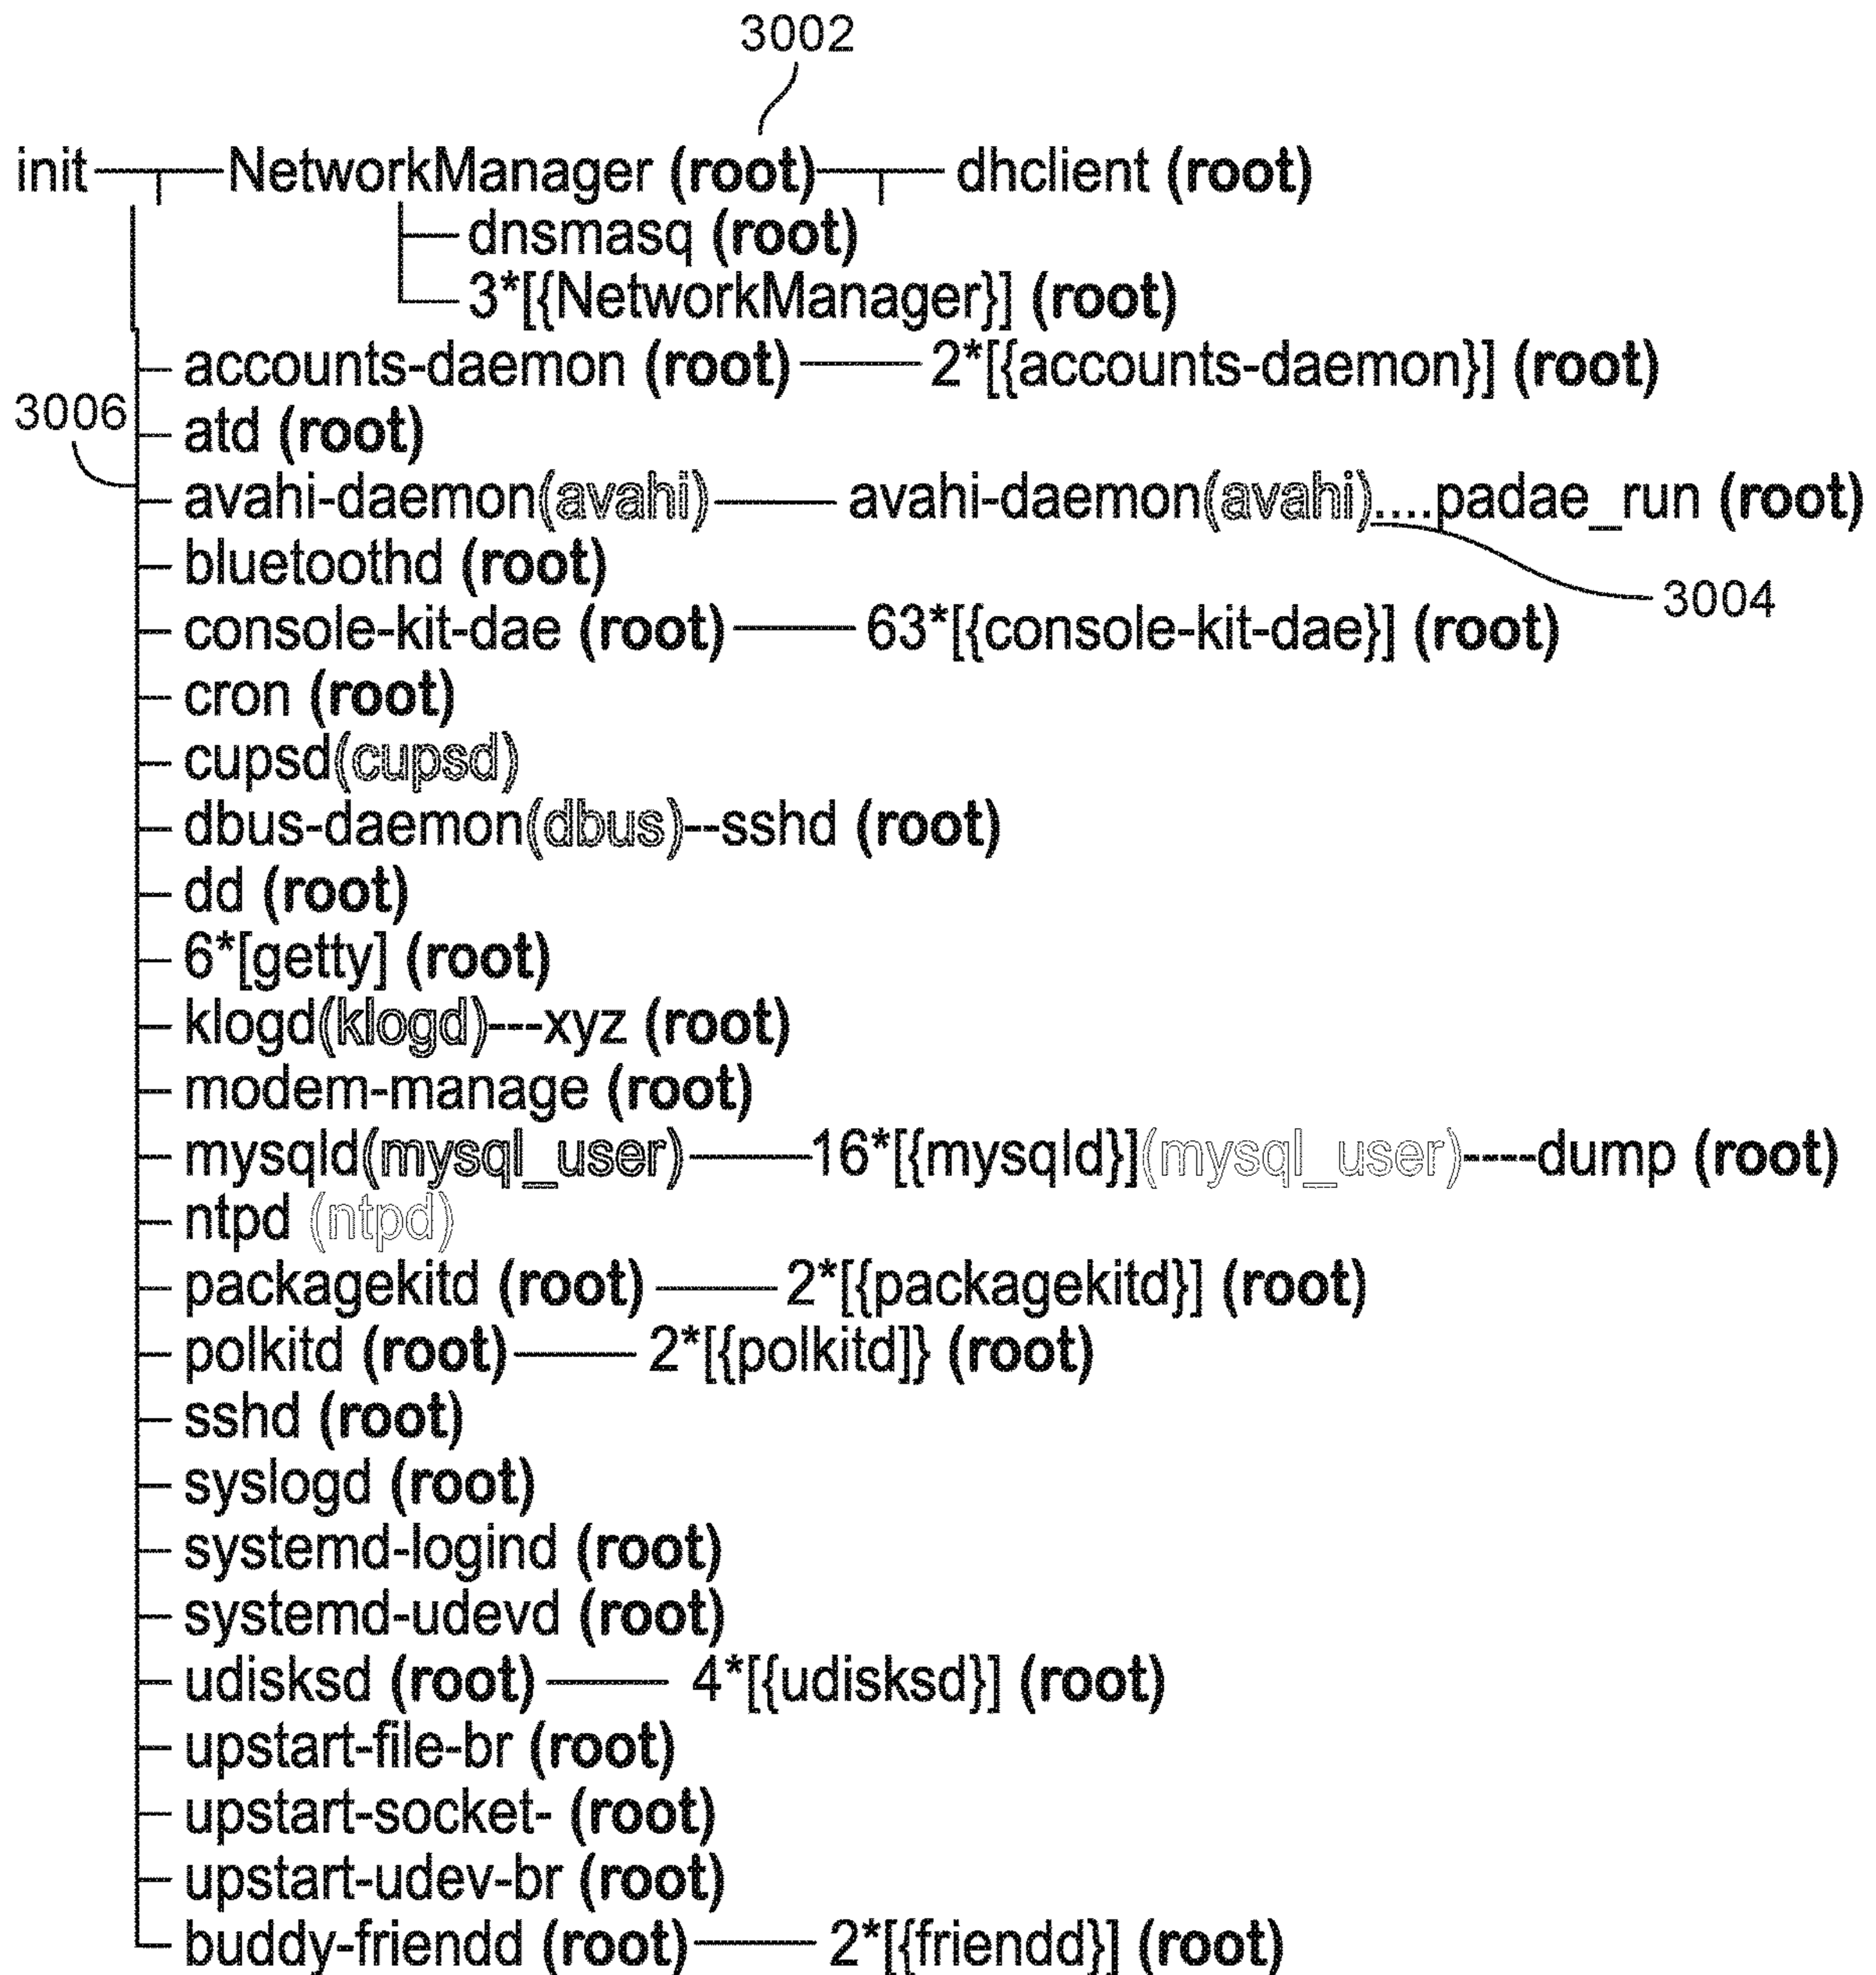 3002
init NetworkManager (root) dhclient (root)
dnsmasq (root)
3*[{NetworkManager}] (root)
accounts-daemon (root) 2*[{accounts-daemon}] (root)
3006
atd (root)
avahi-daemon(avahi) avahi-daemon(avahi)....padae_run (root)
bluetoothd (root)
3004
console-kit-dae (root) 63*[{console-kit-dae}] (root)
cron (root)
cupsd(cupsd)
dbus-daemon(dbus)--sshd (root)
dd (root)
6*[getty] (root)
klogd(klogd)---xyz (root)
modem-manage (root)
mysqld(mysql_user) 16*[{mysqld}](mysql_user)----dump (root)
ntpd (ntpd)
packagekitd (root) 2*[{packagekitd}] (root)
polkitd (root) 2*[{polkitd]} (root)
sshd (root)
syslogd (root)
systemd-logind (root)
systemd-udevd (root)
udisksd (root) 4*[{udisksd}] (root)
upstart-file-br (root)
upstart-socket- (root)
upstart-udev-br (root)
buddy-friendd (root) 2*[{friendd}] (root)